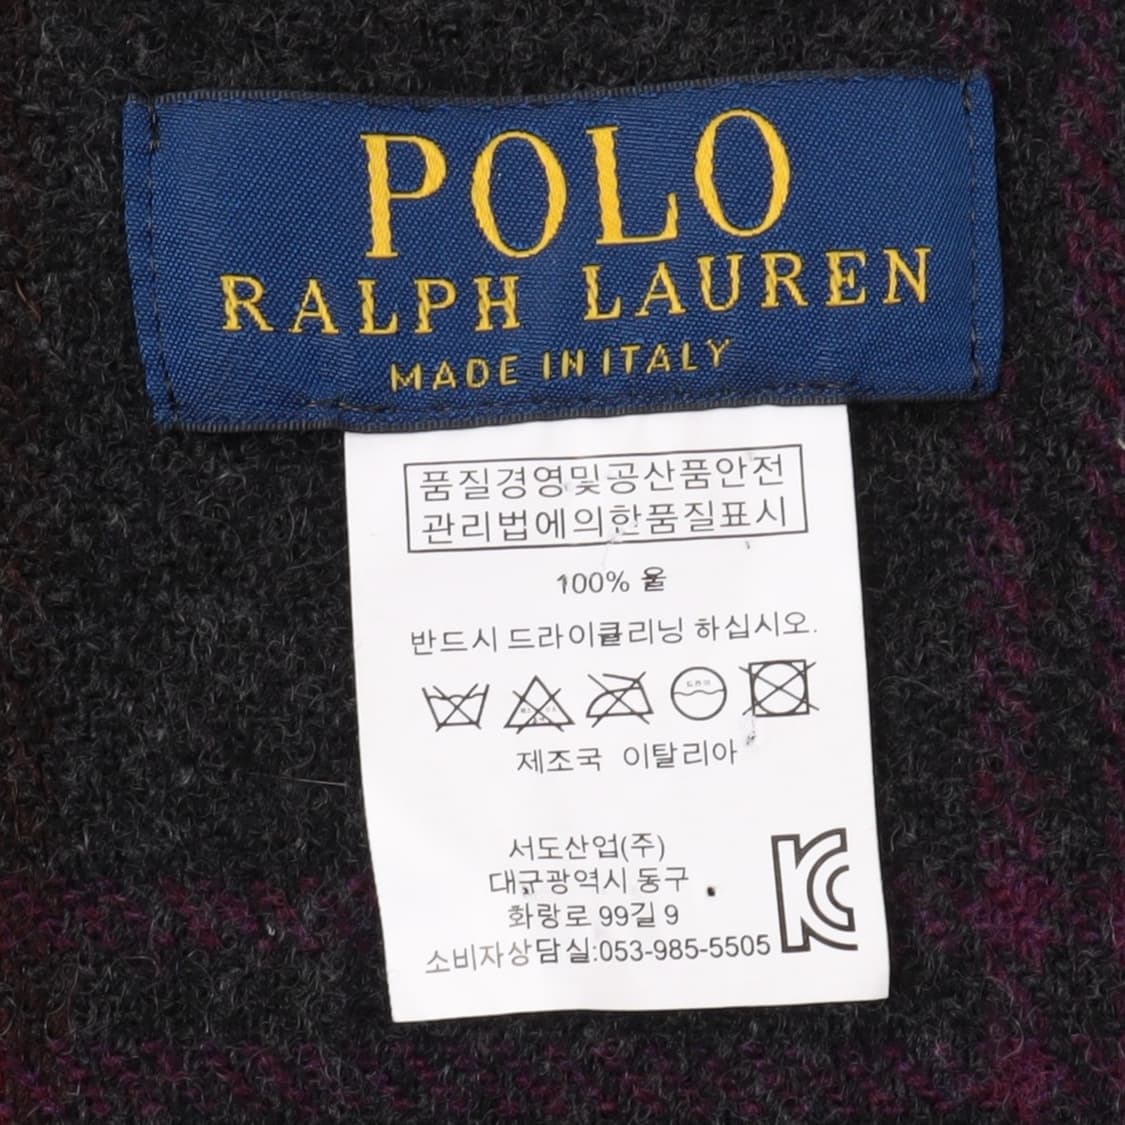 POLO
RALPH LAUREN
MADE IN ITALY
품질경영및공산품안전
관리법에의한품질표시
100% 울
반드시 드라이클리닝 하십시오.
제조국 이탈리아
서도산업(주)
대구광역시 동구
화랑로 99길 9
소비자상담실:053-985-5505